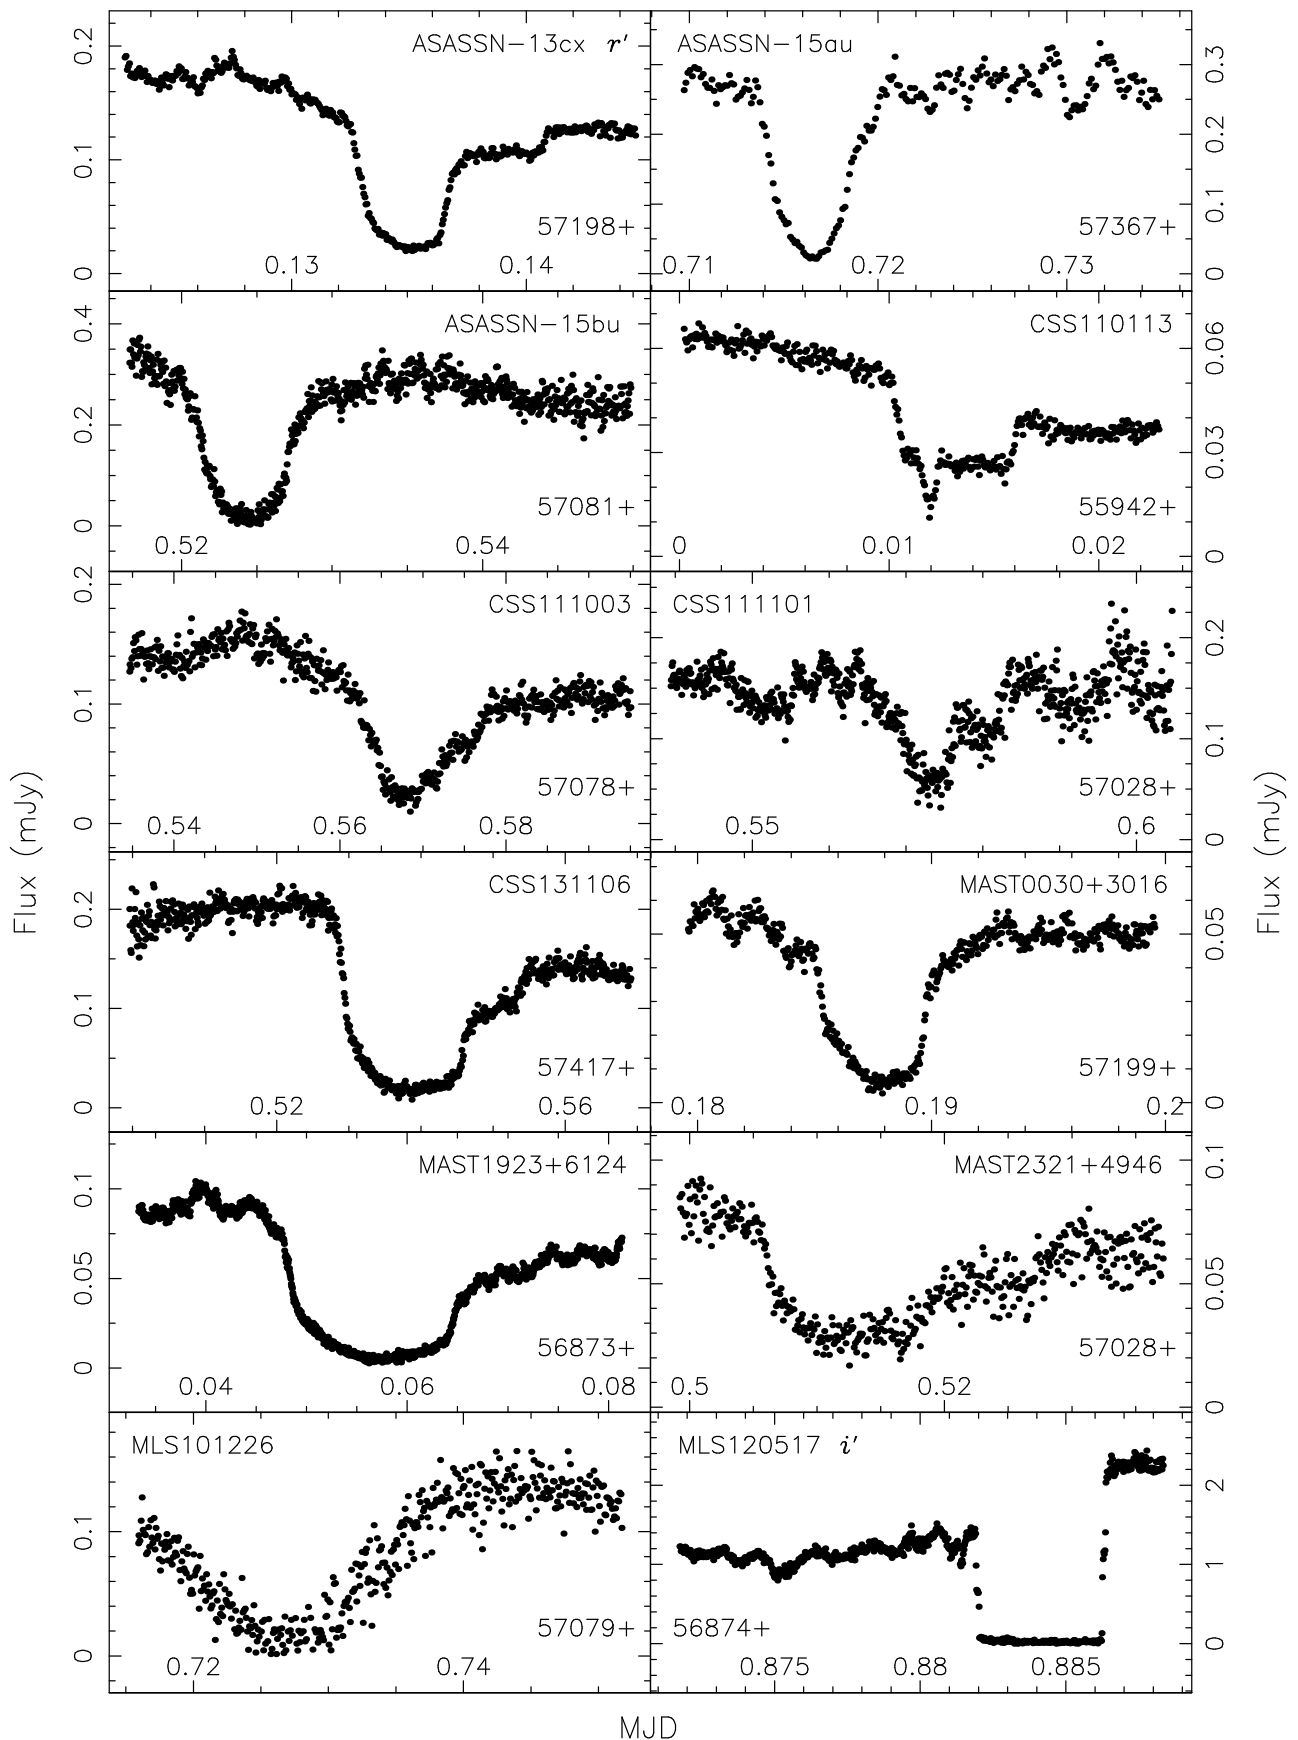 ASASSN-13cx r′
0.2
0.1
0
57198+
0.13 0.14
ASASSN-15au
0.3
0.2
0.1
0
57367+
0.71 0.72 0.73
ASASSN-15bu
0.4
0.2
0
57081+
0.52 0.54
CSS110113
0.06
0.03
0
55942+
0 0.01 0.02
CSS111003
0.2
0.1
0
57078+
0.54 0.56 0.58
CSS111101
0.2
0.1
0
57028+
0.55 0.6
CSS131106
0.2
0.1
0
57417+
0.52 0.56
MAST0030+3016
0.05
0
57199+
0.18 0.19 0.2
MAST1923+6124
0.1
0.05
0
56873+
0.04 0.06 0.08
MAST2321+4946
0.1
0.05
0
57028+
0.5 0.52
MLS101226
0.1
0
57079+
0.72 0.74
MLS120517 i′
2
1
0
56874+
0.875 0.88 0.885
Flux (mJy)
Flux (mJy)
MJD